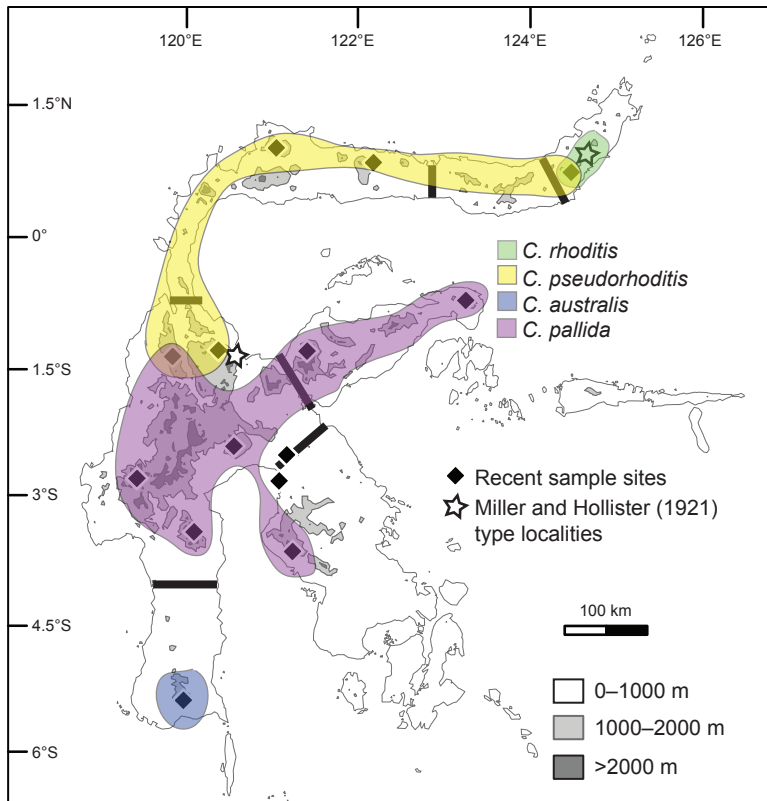 120°E 122°E 124°E 126°E
1.5°N
0°
1.5°S
3°S
4.5°S
6°S
C. rhoditis
C. pseudorhoditis
C. australis
C. pallida
Recent sample sites
Miller and Hollister (1921)
type localities
100 km
0–1000 m
1000–2000 m
>2000 m